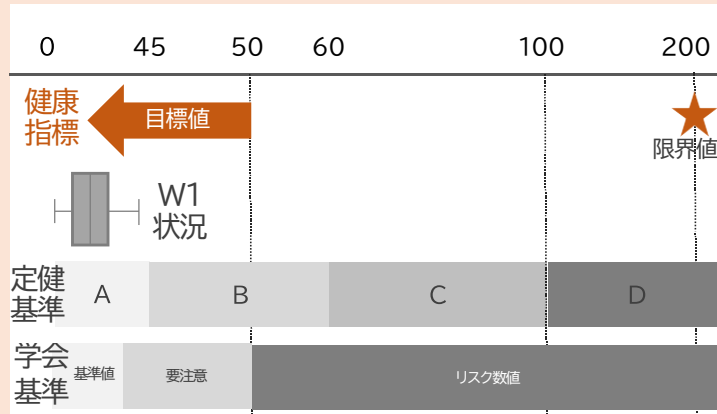 0 45 50 60 100 200
健康
指標
目標値
限界値
W1
状況
定健
基準
A B C D
学会
基準
基準値 要注意 リスク数値